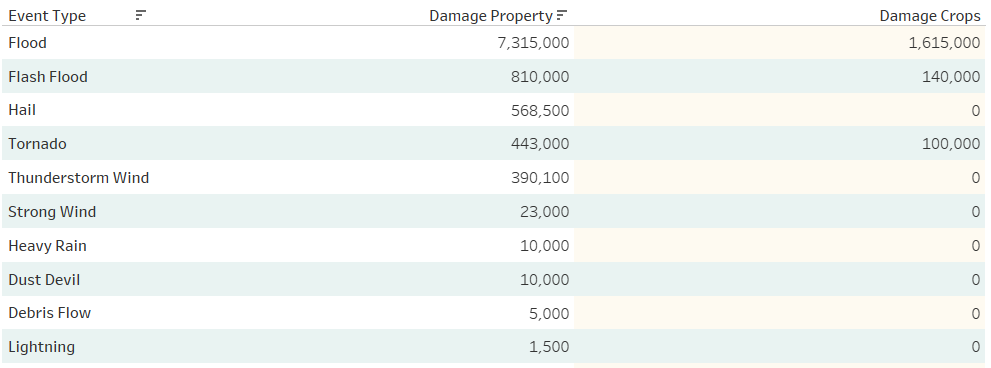 Event Type Damage Property Damage Crops
Flood 7,315,000 1,615,000
Flash Flood 810,000 140,000
Hail 568,500 0
Tornado 443,000 100,000
Thunderstorm Wind 390,100 0
Strong Wind 23,000 0
Heavy Rain 10,000 0
Dust Devil 10,000 0
Debris Flow 5,000 0
Lightning 1,500 0